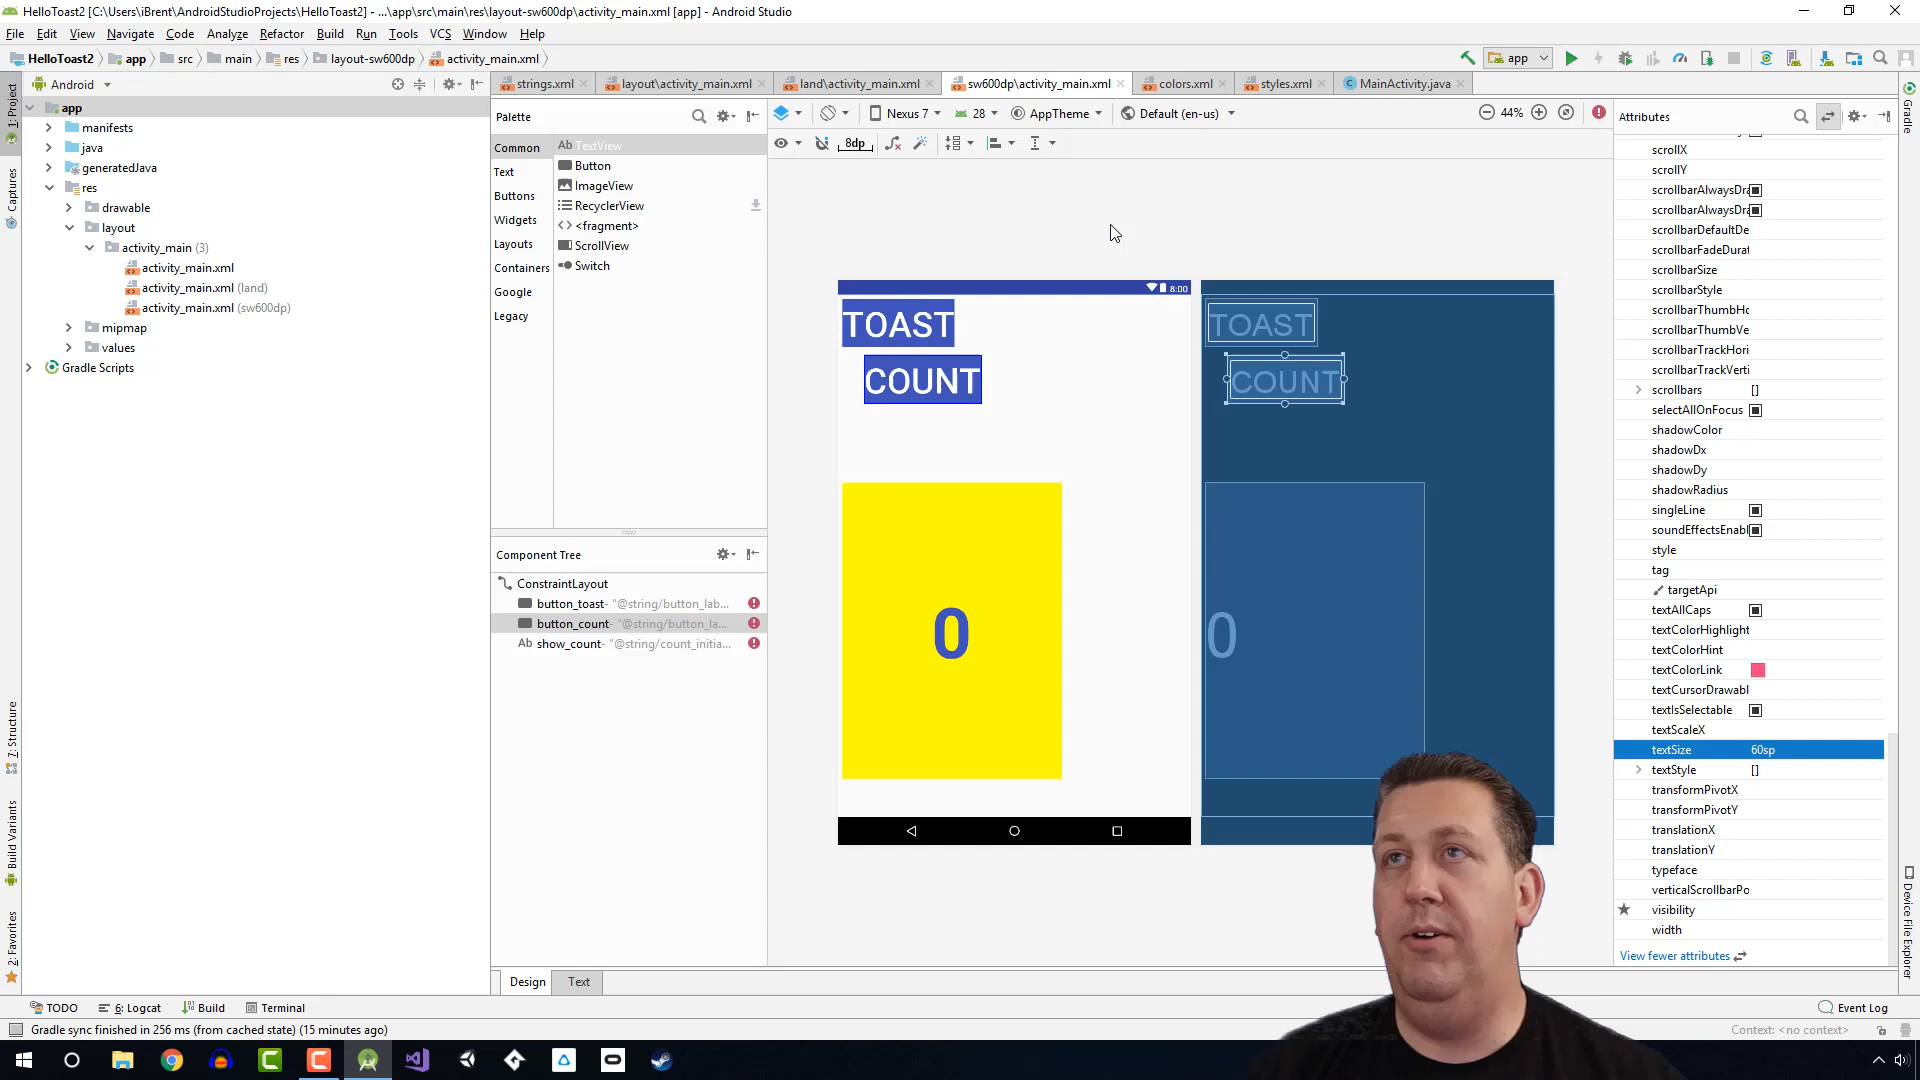 HelloToast2 [C:\Users\iBrent\AndroidStudioProjects\HelloToast2] - ...\app\src\main\res\layout-sw600dp\activity_main.xml [app] - Android Studio
File Edit View Navigate Code Analyze Refactor Build Run Tools VCS Window Help
HelloToast2 app src main res layout-sw600dp activity_main.xml
app
Android
strings.xml layout\activity_main.xml land\activity_main.xml sw600dp\activity_main.xml colors.xml styles.xml MainActivity.java
1: Project
Captures
7: Structure
Build Variants
2: Favorites
Gradle
Device File Explorer
app
manifests
java
generatedJava
res
drawable
layout
activity_main (3)
activity_main.xml
activity_main.xml (land)
activity_main.xml (sw600dp)
mipmap
values
Gradle Scripts
Palette
Common
Text
Buttons
Widgets
Layouts
Containers
Google
Legacy
Ab TextView
Button
ImageView
RecyclerView
<fragment>
ScrollView
Switch
Component Tree
ConstraintLayout
button_toast- "@string/button_lab...
button_count- "@string/button_la...
Ab show_count- "@string/count_initia...
Nexus 7 28 AppTheme Default (en-us) 44%
8dp
8:00
TOAST
COUNT
0
TOAST
COUNT
0
Attributes
scrollX
scrollY
scrollbarAlwaysDra
scrollbarAlwaysDra
scrollbarDefaultDe
scrollbarFadeDurat
scrollbarSize
scrollbarStyle
scrollbarThumbHo
scrollbarThumbVe
scrollbarTrackHori
scrollbarTrackVerti
scrollbars []
selectAllOnFocus
shadowColor
shadowDx
shadowDy
shadowRadius
singleLine
soundEffectsEnabl
style
tag
targetApi
textAllCaps
textColorHighlight
textColorHint
textColorLink
textCursorDrawabl
textIsSelectable
textScaleX
textSize 60sp
textStyle []
transformPivotX
transformPivotY
translationX
translationY
typeface
verticalScrollbarPo
visibility
width
View fewer attributes
Design Text
TODO 6: Logcat Build Terminal Event Log
Gradle sync finished in 256 ms (from cached state) (15 minutes ago) Context: <no context>